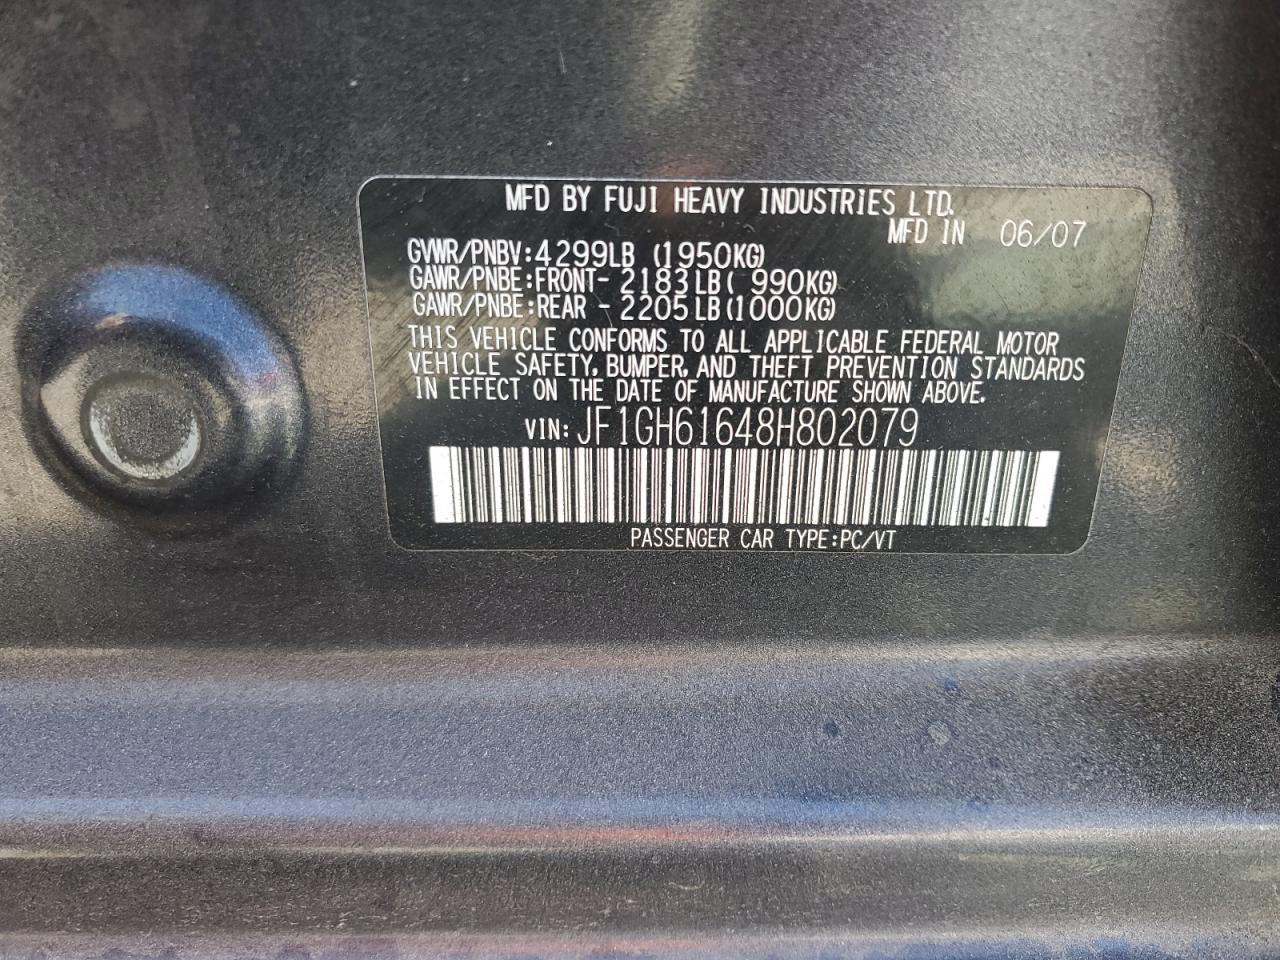 MFD BY FUJI HEAVY INDUSTRIES LTD.
MFD IN 06/07
GVWR/PNBV:4299LB (1950KG)
GAWR/PNBE:FRONT- 2183LB( 990KG)
GAWR/PNBE:REAR - 2205LB(1000KG)
THIS VEHICLE CONFORMS TO ALL APPLICABLE FEDERAL MOTOR
VEHICLE SAFETY, BUMPER, AND THEFT PREVENTION STANDARDS
IN EFFECT ON THE DATE OF MANUFACTURE SHOWN ABOVE.
VIN: JF1GH61648H802079
PASSENGER CAR TYPE:PC/VT